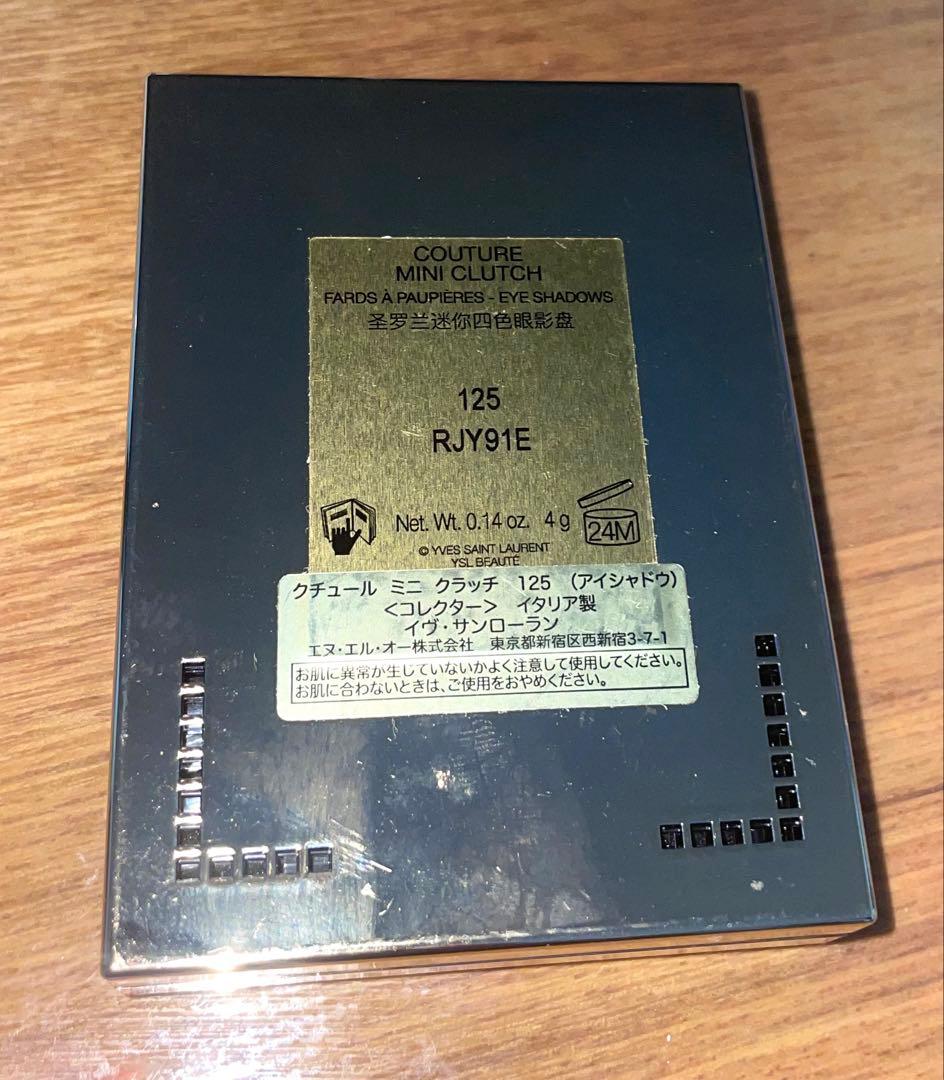 COUTURE
MINI CLUTCH
FARDS À PAUPIÈRES - EYE SHADOWS
圣罗兰迷你四色眼影盘
125
RJY91E
Net. Wt. 0.14 oz. 4 g
24M
© YVES SAINT LAURENT
YSL BEAUTÉ
クチュール ミニ クラッチ 125 (アイシャドウ)
<コレクター> イタリア製
イヴ・サンローラン
エヌ・エル・オー株式会社 東京都新宿区西新宿3-7-1
お肌に異常が生じていないかよく注意して使用してください。
お肌に合わないときは、ご使用をおやめください。